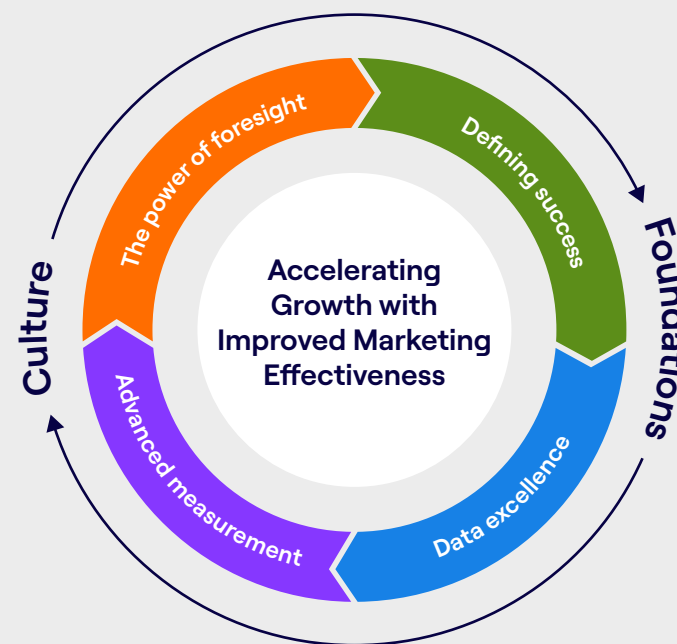 The power of foresight
Defining success
Culture
Accelerating
Growth with
Improved Marketing
Effectiveness
Foundations
Advanced measurement
Data excellence